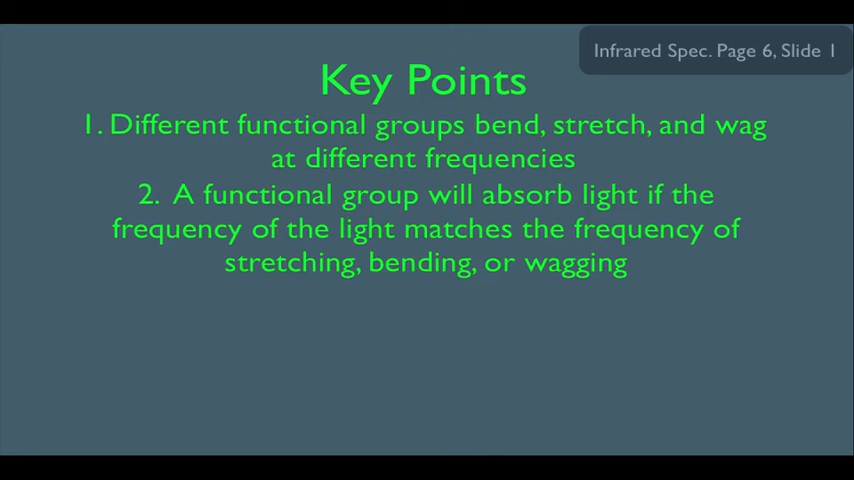 Infrared Spec. Page 6, Slide 1
Key Points
1. Different functional groups bend, stretch, and wag
at different frequencies
2. A functional group will absorb light if the
frequency of the light matches the frequency of
stretching, bending, or wagging